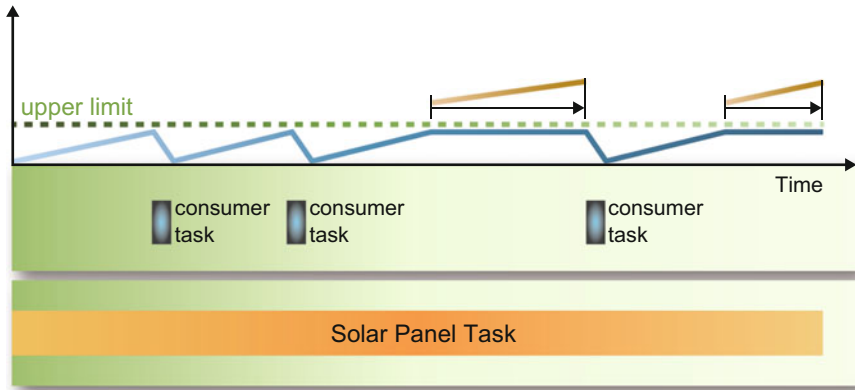 upper limit
Time
consumer
task
consumer
task
consumer
task
Solar Panel Task